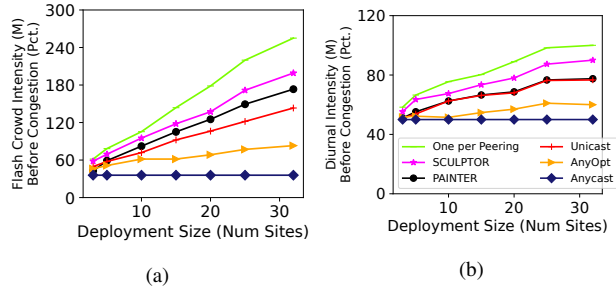 Flash Crowd Intensity (M)
Before Congestion (Pct.)
300
240
180
120
60
0
10
20
30
Deployment Size (Num Sites)
(a)
Diurnal Intensity (M)
Before Congestion (Pct.)
120
80
40
0
One per Peering
SCULPTOR
PAINTER
Unicast
AnyOpt
Anycast
10
20
30
Deployment Size (Num Sites)
(b)